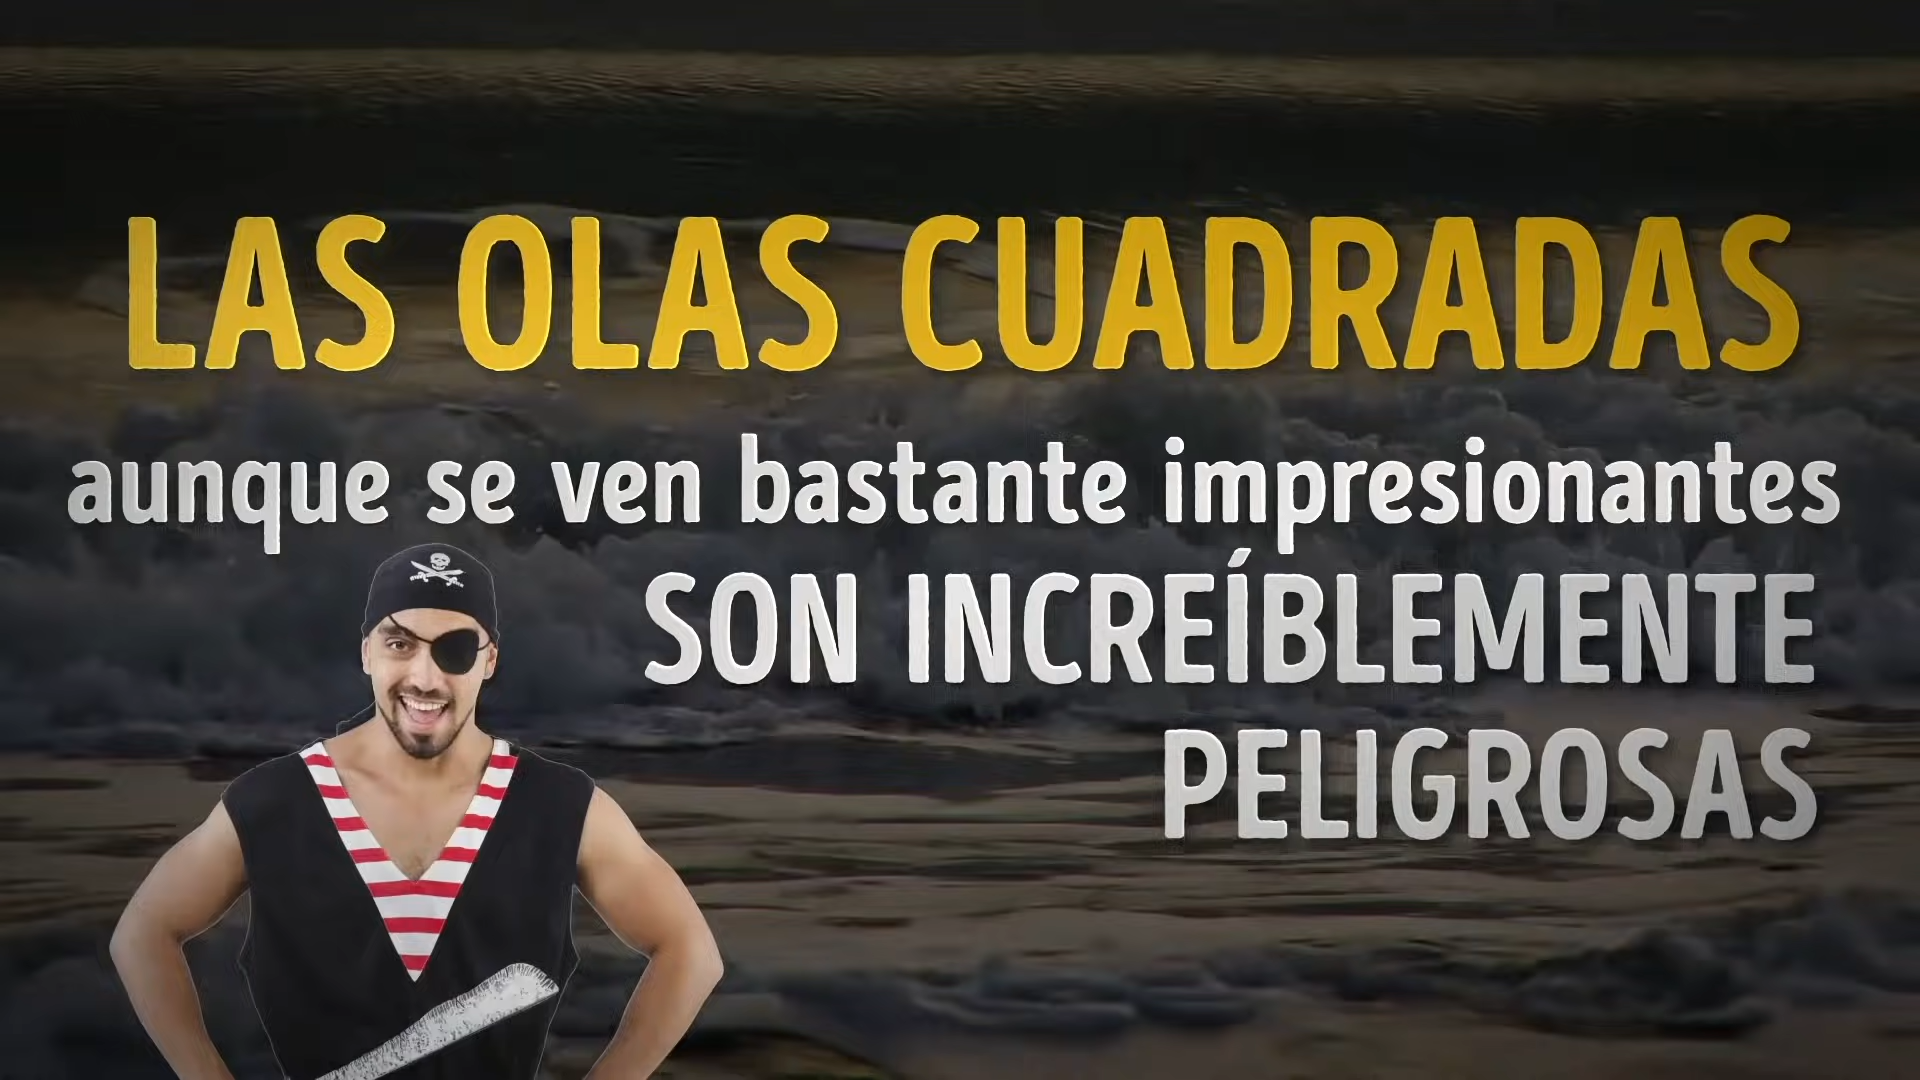 LAS OLAS CUADRADAS
aunque se ven bastante impresionantes
SON INCREÍBLEMENTE
PELIGROSAS